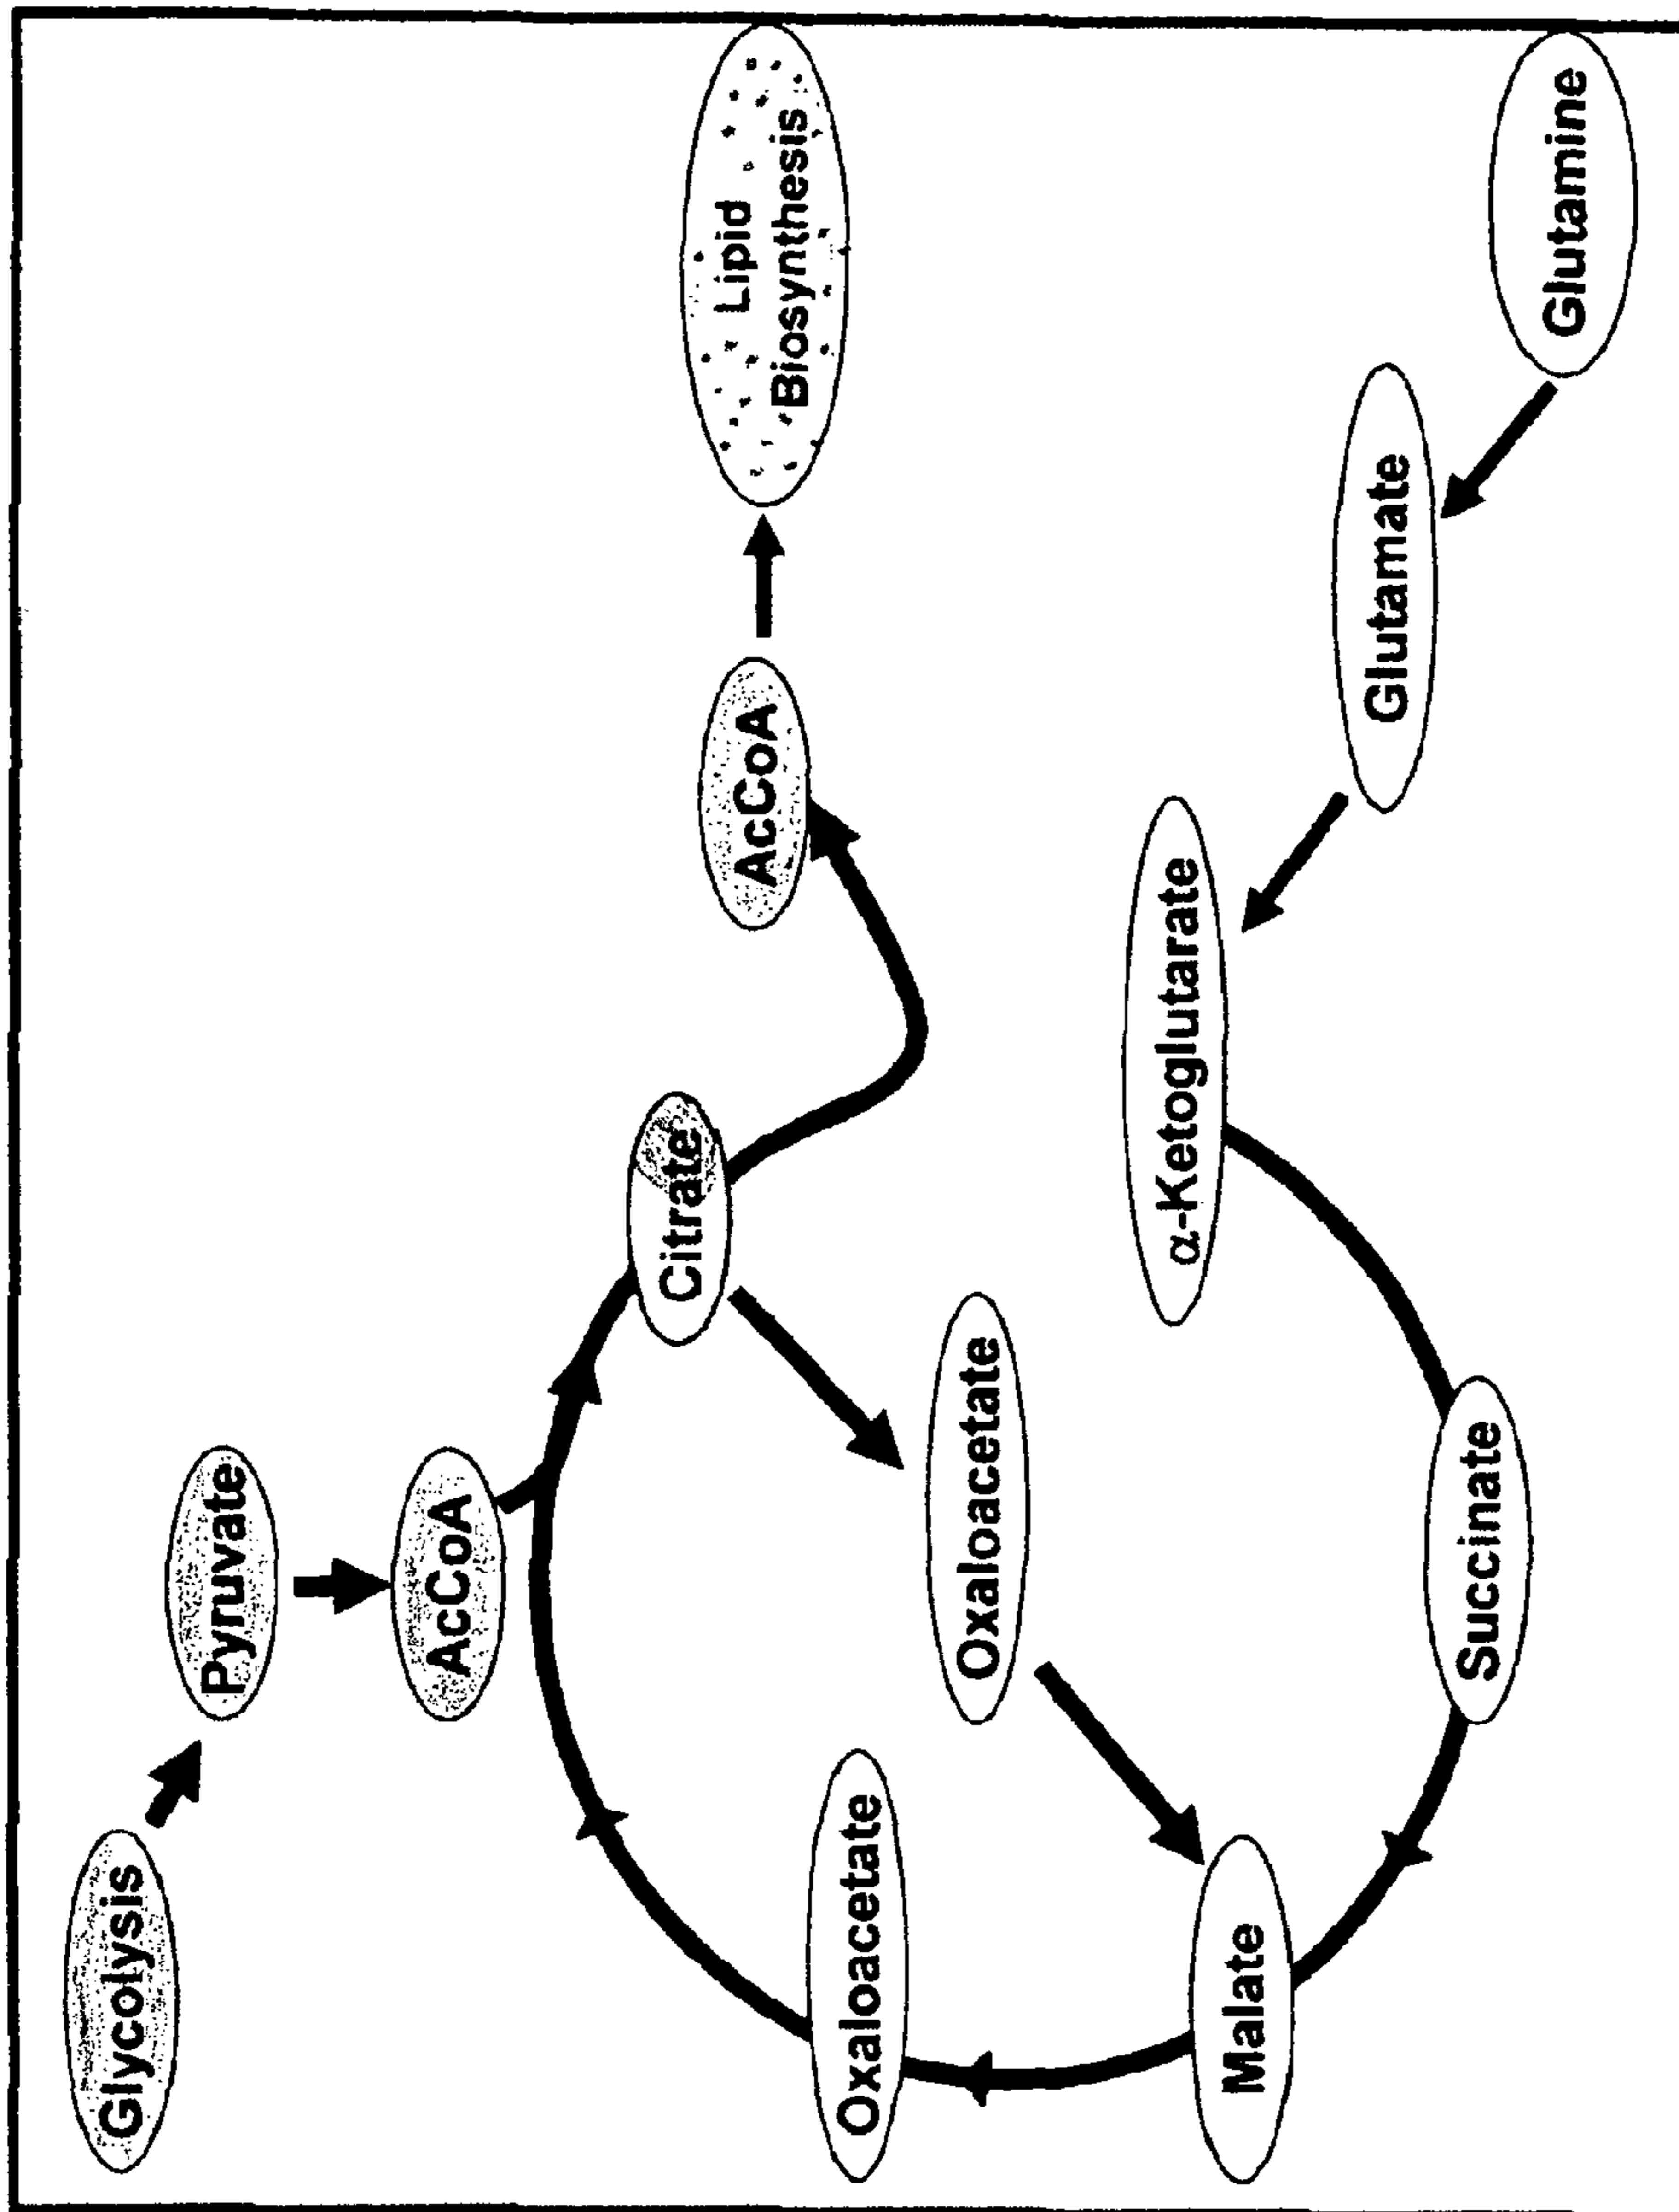 Glycolysis
Pyruvate
AcCoA
Citrate
AcCoA
Lipid
Biosynthesis
Oxaloacetate
Oxaloacetate
α-Ketoglutarate
Malate
Glutamate
Succinate
Glutamine